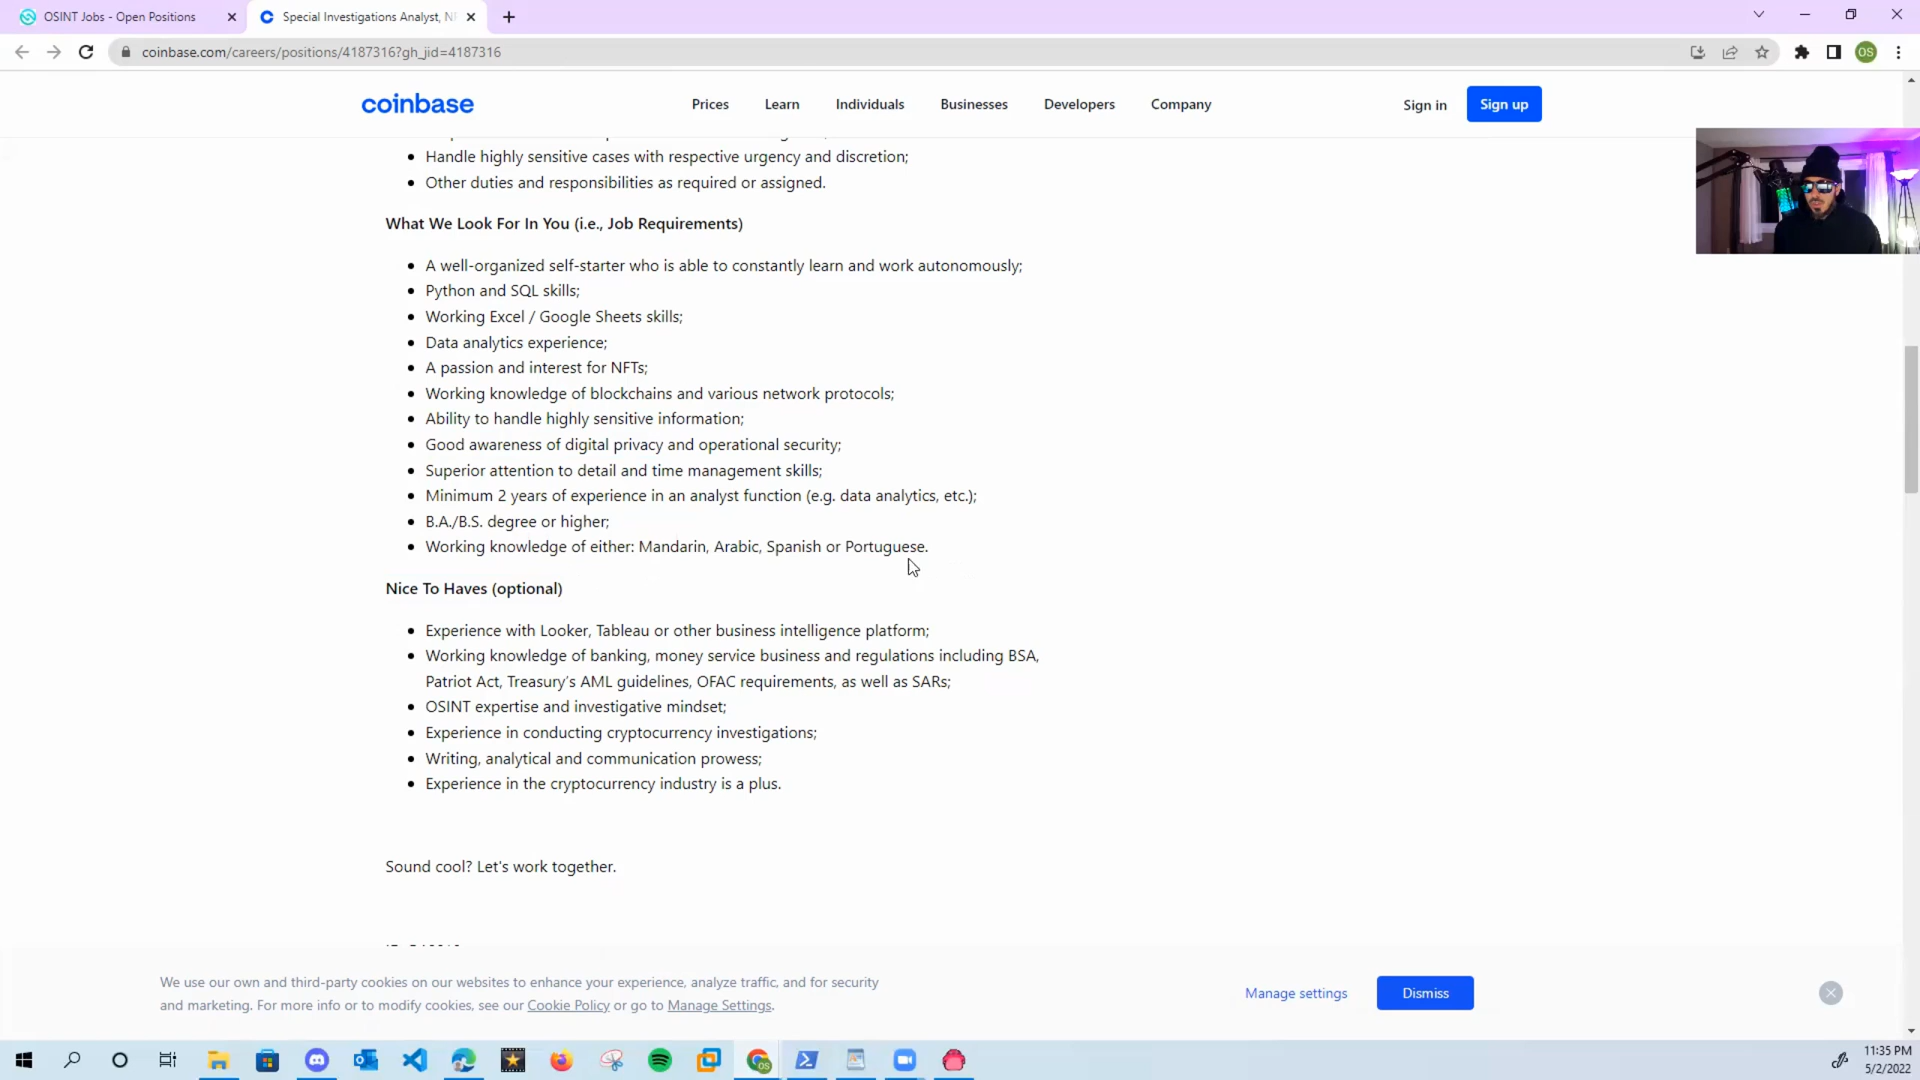 OSINT Jobs - Open Positions
Special Investigations Analyst, NF
coinbase.com/careers/positions/4187316?gh_jid=4187316
OS
coinbase
Prices
Learn
Individuals
Businesses
Developers
Company
Sign in
Sign up
Handle highly sensitive cases with respective urgency and discretion;
Other duties and responsibilities as required or assigned.
What We Look For In You (i.e., Job Requirements)
A well-organized self-starter who is able to constantly learn and work autonomously;
Python and SQL skills;
Working Excel / Google Sheets skills;
Data analytics experience;
A passion and interest for NFTs;
Working knowledge of blockchains and various network protocols;
Ability to handle highly sensitive information;
Good awareness of digital privacy and operational security;
Superior attention to detail and time management skills;
Minimum 2 years of experience in an analyst function (e.g. data analytics, etc.);
B.A./B.S. degree or higher;
Working knowledge of either: Mandarin, Arabic, Spanish or Portuguese.
Nice To Haves (optional)
Experience with Looker, Tableau or other business intelligence platform;
Working knowledge of banking, money service business and regulations including BSA,
Patriot Act, Treasury's AML guidelines, OFAC requirements, as well as SARs;
OSINT expertise and investigative mindset;
Experience in conducting cryptocurrency investigations;
Writing, analytical and communication prowess;
Experience in the cryptocurrency industry is a plus.
Sound cool? Let's work together.
We use our own and third-party cookies on our websites to enhance your experience, analyze traffic, and for security
and marketing. For more info or to modify cookies, see our Cookie Policy or go to Manage Settings.
Manage settings
Dismiss
11:35 PM
5/2/2022